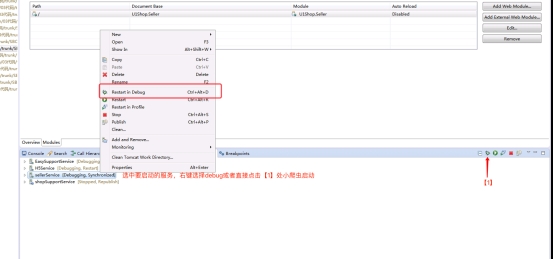 Path Document Base Module Auto Reload
/ U1Shop.Seller U1Shop.Seller Disabled
Add Web Module...
Add External Web Module...
Edit...
Remove
New
Open F3
Show In Alt+Shift+W
Copy Ctrl+C
Paste Ctrl+V
Delete Delete
Rename F2
Restart in Debug Ctrl+Alt+D
Restart Ctrl+Alt+R
Restart in Profile
Stop Ctrl+Alt+S
Publish Ctrl+Alt+P
Clean...
Add and Remove...
Monitoring
Clean Tomcat Work Directory...
Properties Alt+Enter
Overview Modules
Console Search Call Hierarc
Breakpoints
EasySupportService [Debugging
H5Service [Debugging, Restart]
sellerService [Debugging, Synchronized] 选中要启动的服务，右键选择debug或者直接点击【1】处小爬虫启动
shopSupportService [Stopped, Republish]
【1】